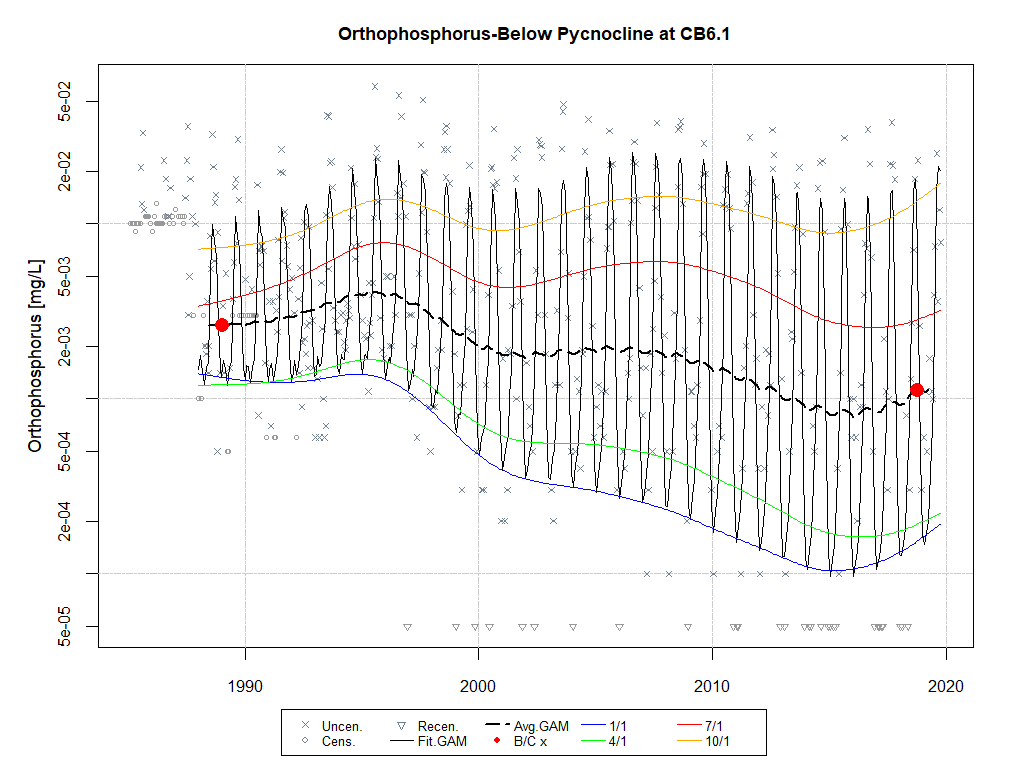 Orthophosphorus-Below Pycnocline at CB6.1
Orthophosphorus [mg/L]
5e-02
2e-02
5e-03
2e-03
5e-04
2e-04
5e-05
1990 2000 2010 2020
Uncen. Recen. Avg.GAM 1/1 7/1
Cens. Fit.GAM B/C x 4/1 10/1